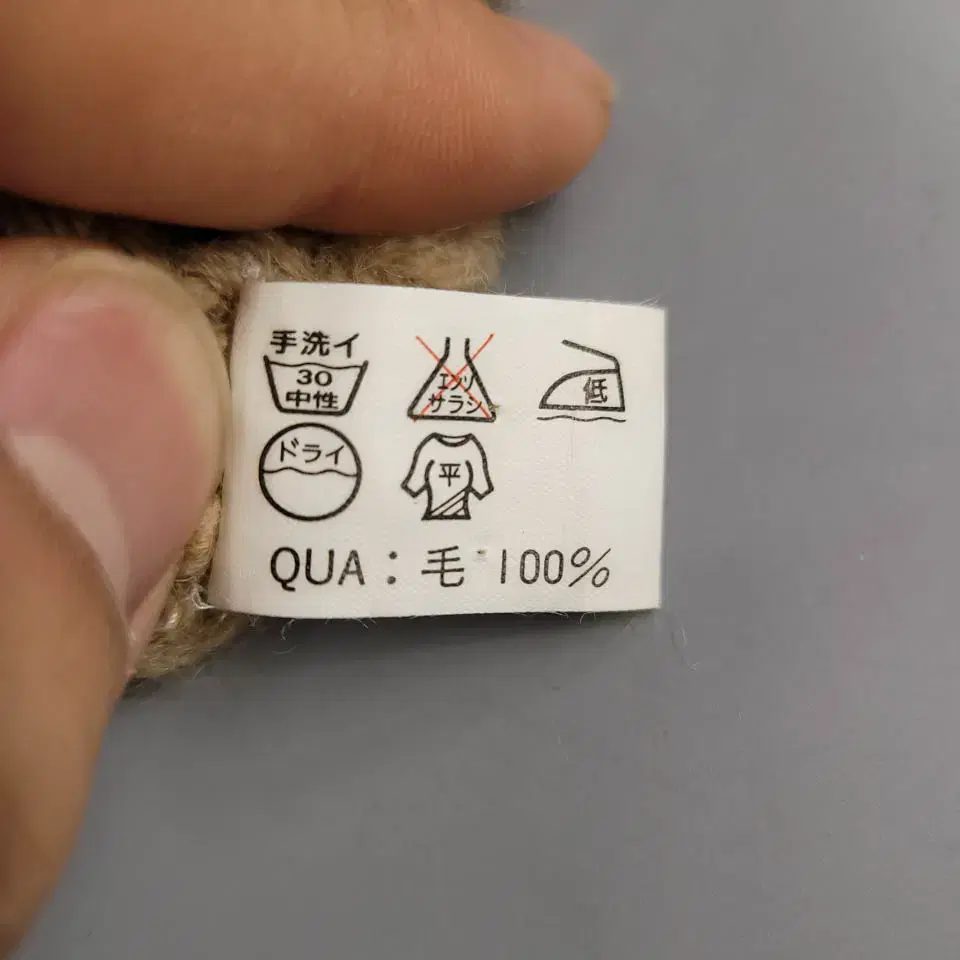 手洗イ
30
中性
エンソ
サラシ
低
ドライ
平
QUA : 毛 100%